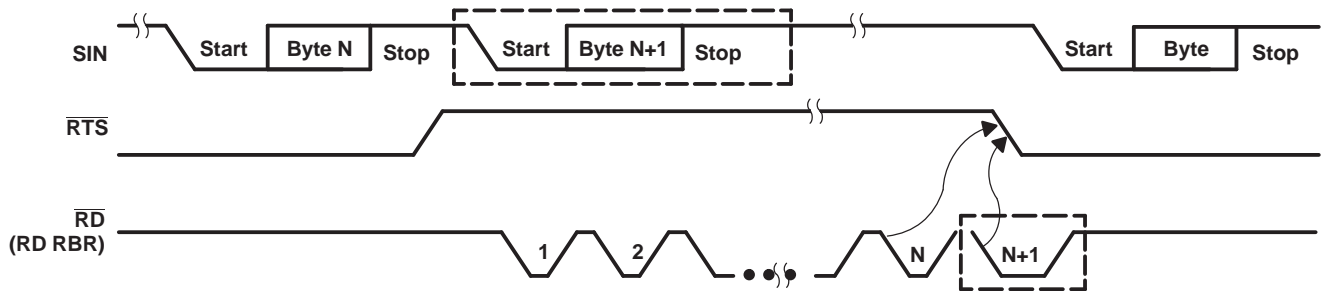 SIN
Start
Byte N
Stop
Start
Byte N+1
Stop
Start
Byte
Stop
RTS
RD
(RD RBR)
1
2
N
N+1